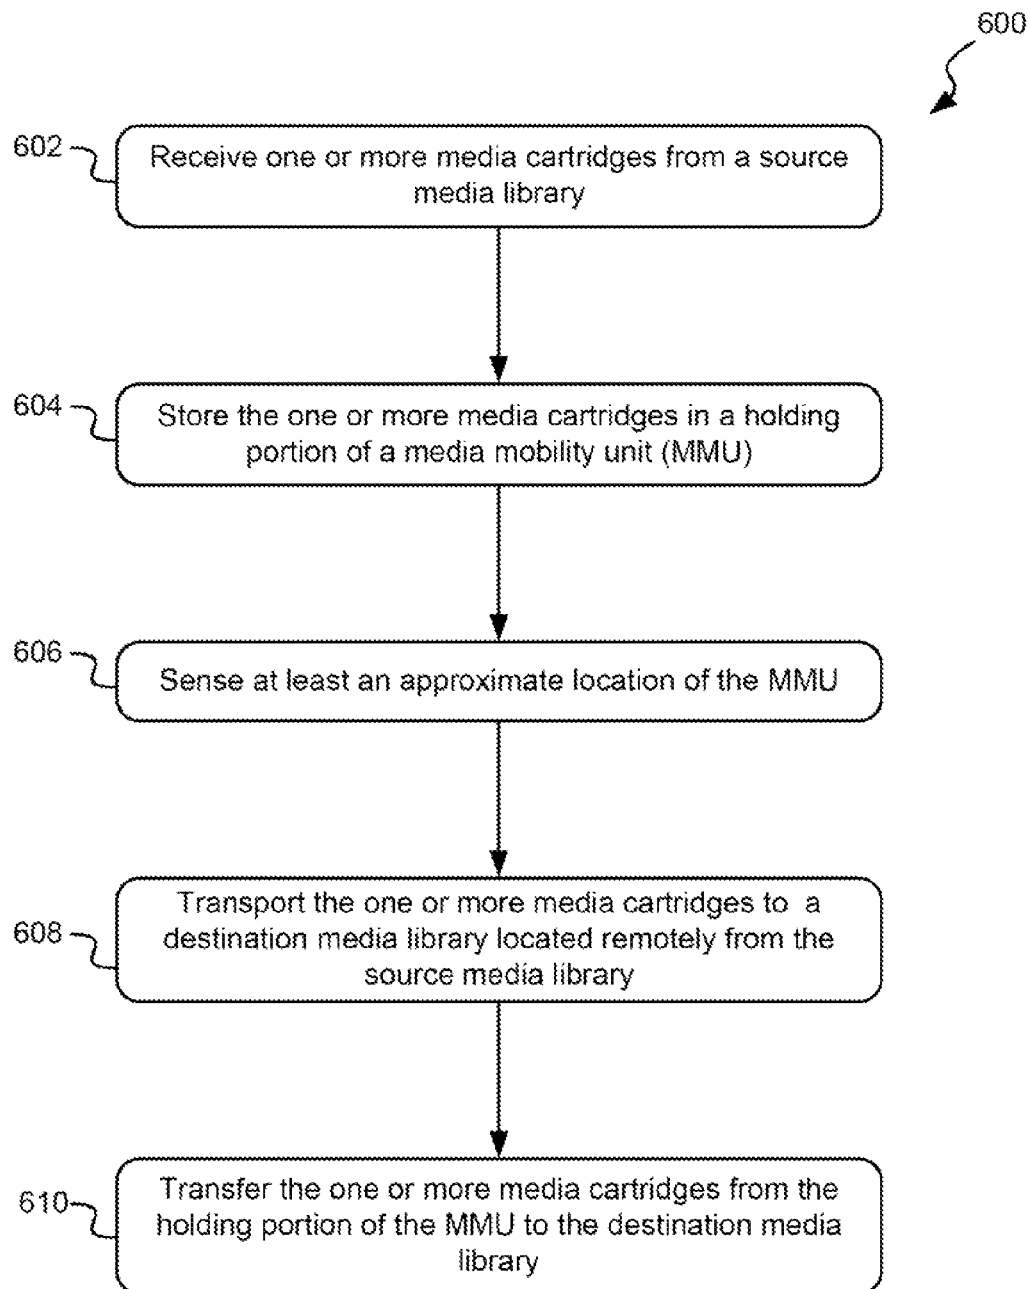 600
602
Receive one or more media cartridges from a source
media library
604
Store the one or more media cartridges in a holding
portion of a media mobility unit (MMU)
606
Sense at least an approximate location of the MMU
608
Transport the one or more media cartridges to a
destination media library located remotely from the
source media library
610
Transfer the one or more media cartridges from the
holding portion of the MMU to the destination media
library